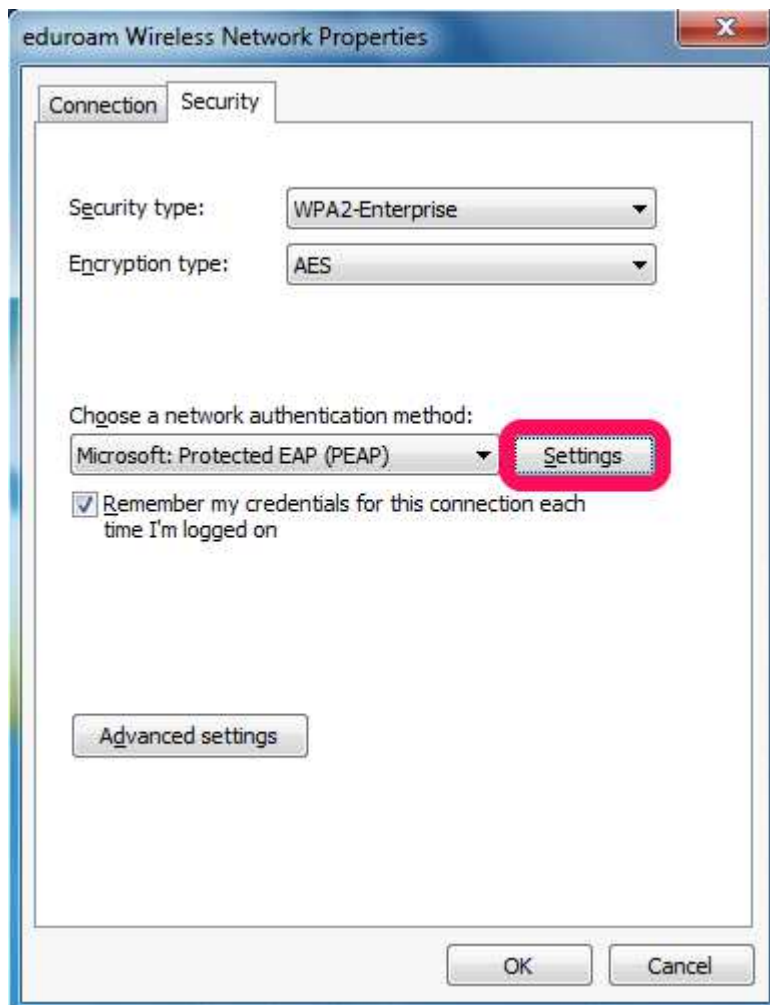 eduroam Wireless Network Properties
Connection Security
Security type: WPA2-Enterprise
Encryption type: AES
Choose a network authentication method:
Microsoft: Protected EAP (PEAP) Settings
Remember my credentials for this connection each
time I'm logged on
Advanced settings
OK Cancel